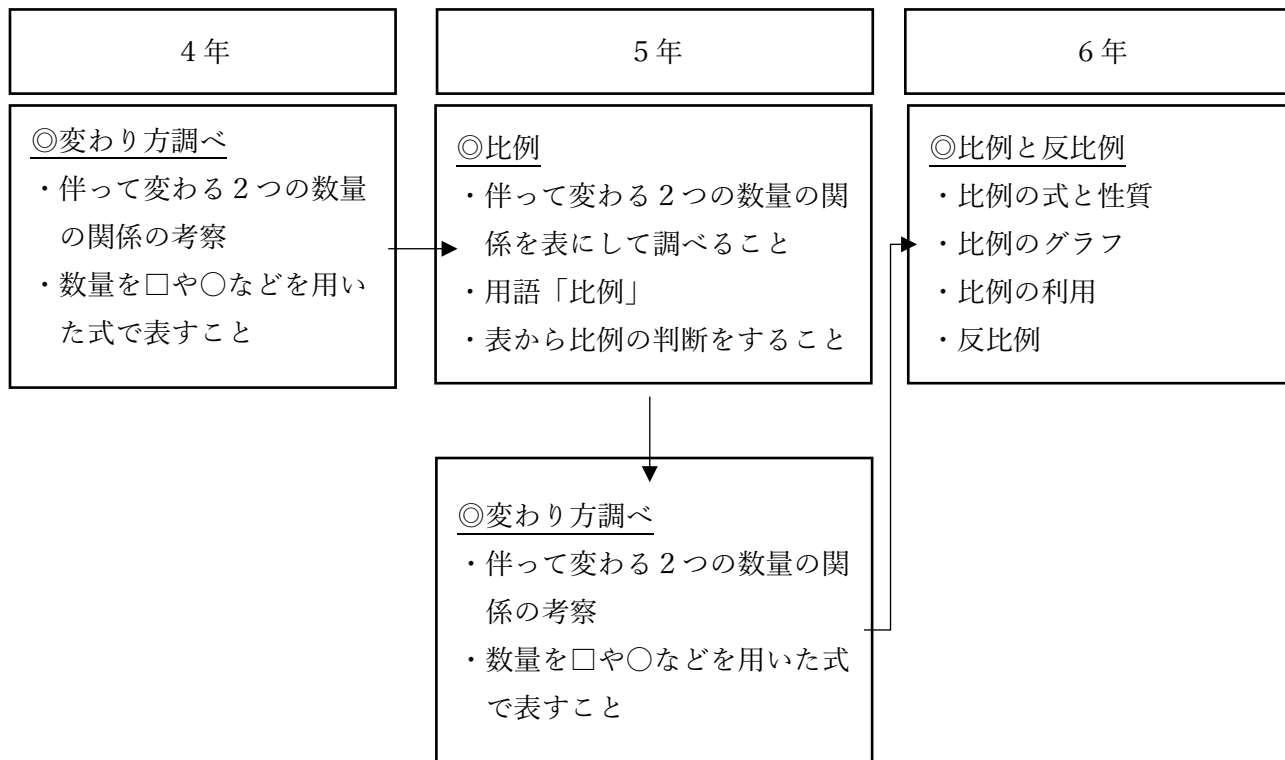 4年
5年
6年
◎変わり方調べ
・伴って変わる2つの数量
の関係の考察
・数量を□や○などを用い
た式で表すこと
◎比例
・伴って変わる2つの数量の関
係を表にして調べること
・用語「比例」
・表から比例の判断をすること
◎比例と反比例
・比例の式と性質
・比例のグラフ
・比例の利用
・反比例
◎変わり方調べ
・伴って変わる2つの数量の関
係の考察
・数量を□や○などを用いた式
で表すこと